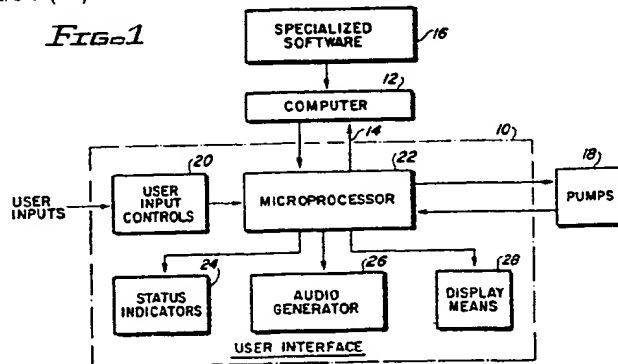 FIG. 1
SPECIALIZED
SOFTWARE
16
12
COMPUTER
14
10
20
22
18
USER
INPUTS
USER
INPUT
CONTROLS
MICROPROCESSOR
PUMPS
24
26
28
STATUS
INDICATORS
AUDIO
GENERATOR
DISPLAY
MEANS
USER INTERFACE